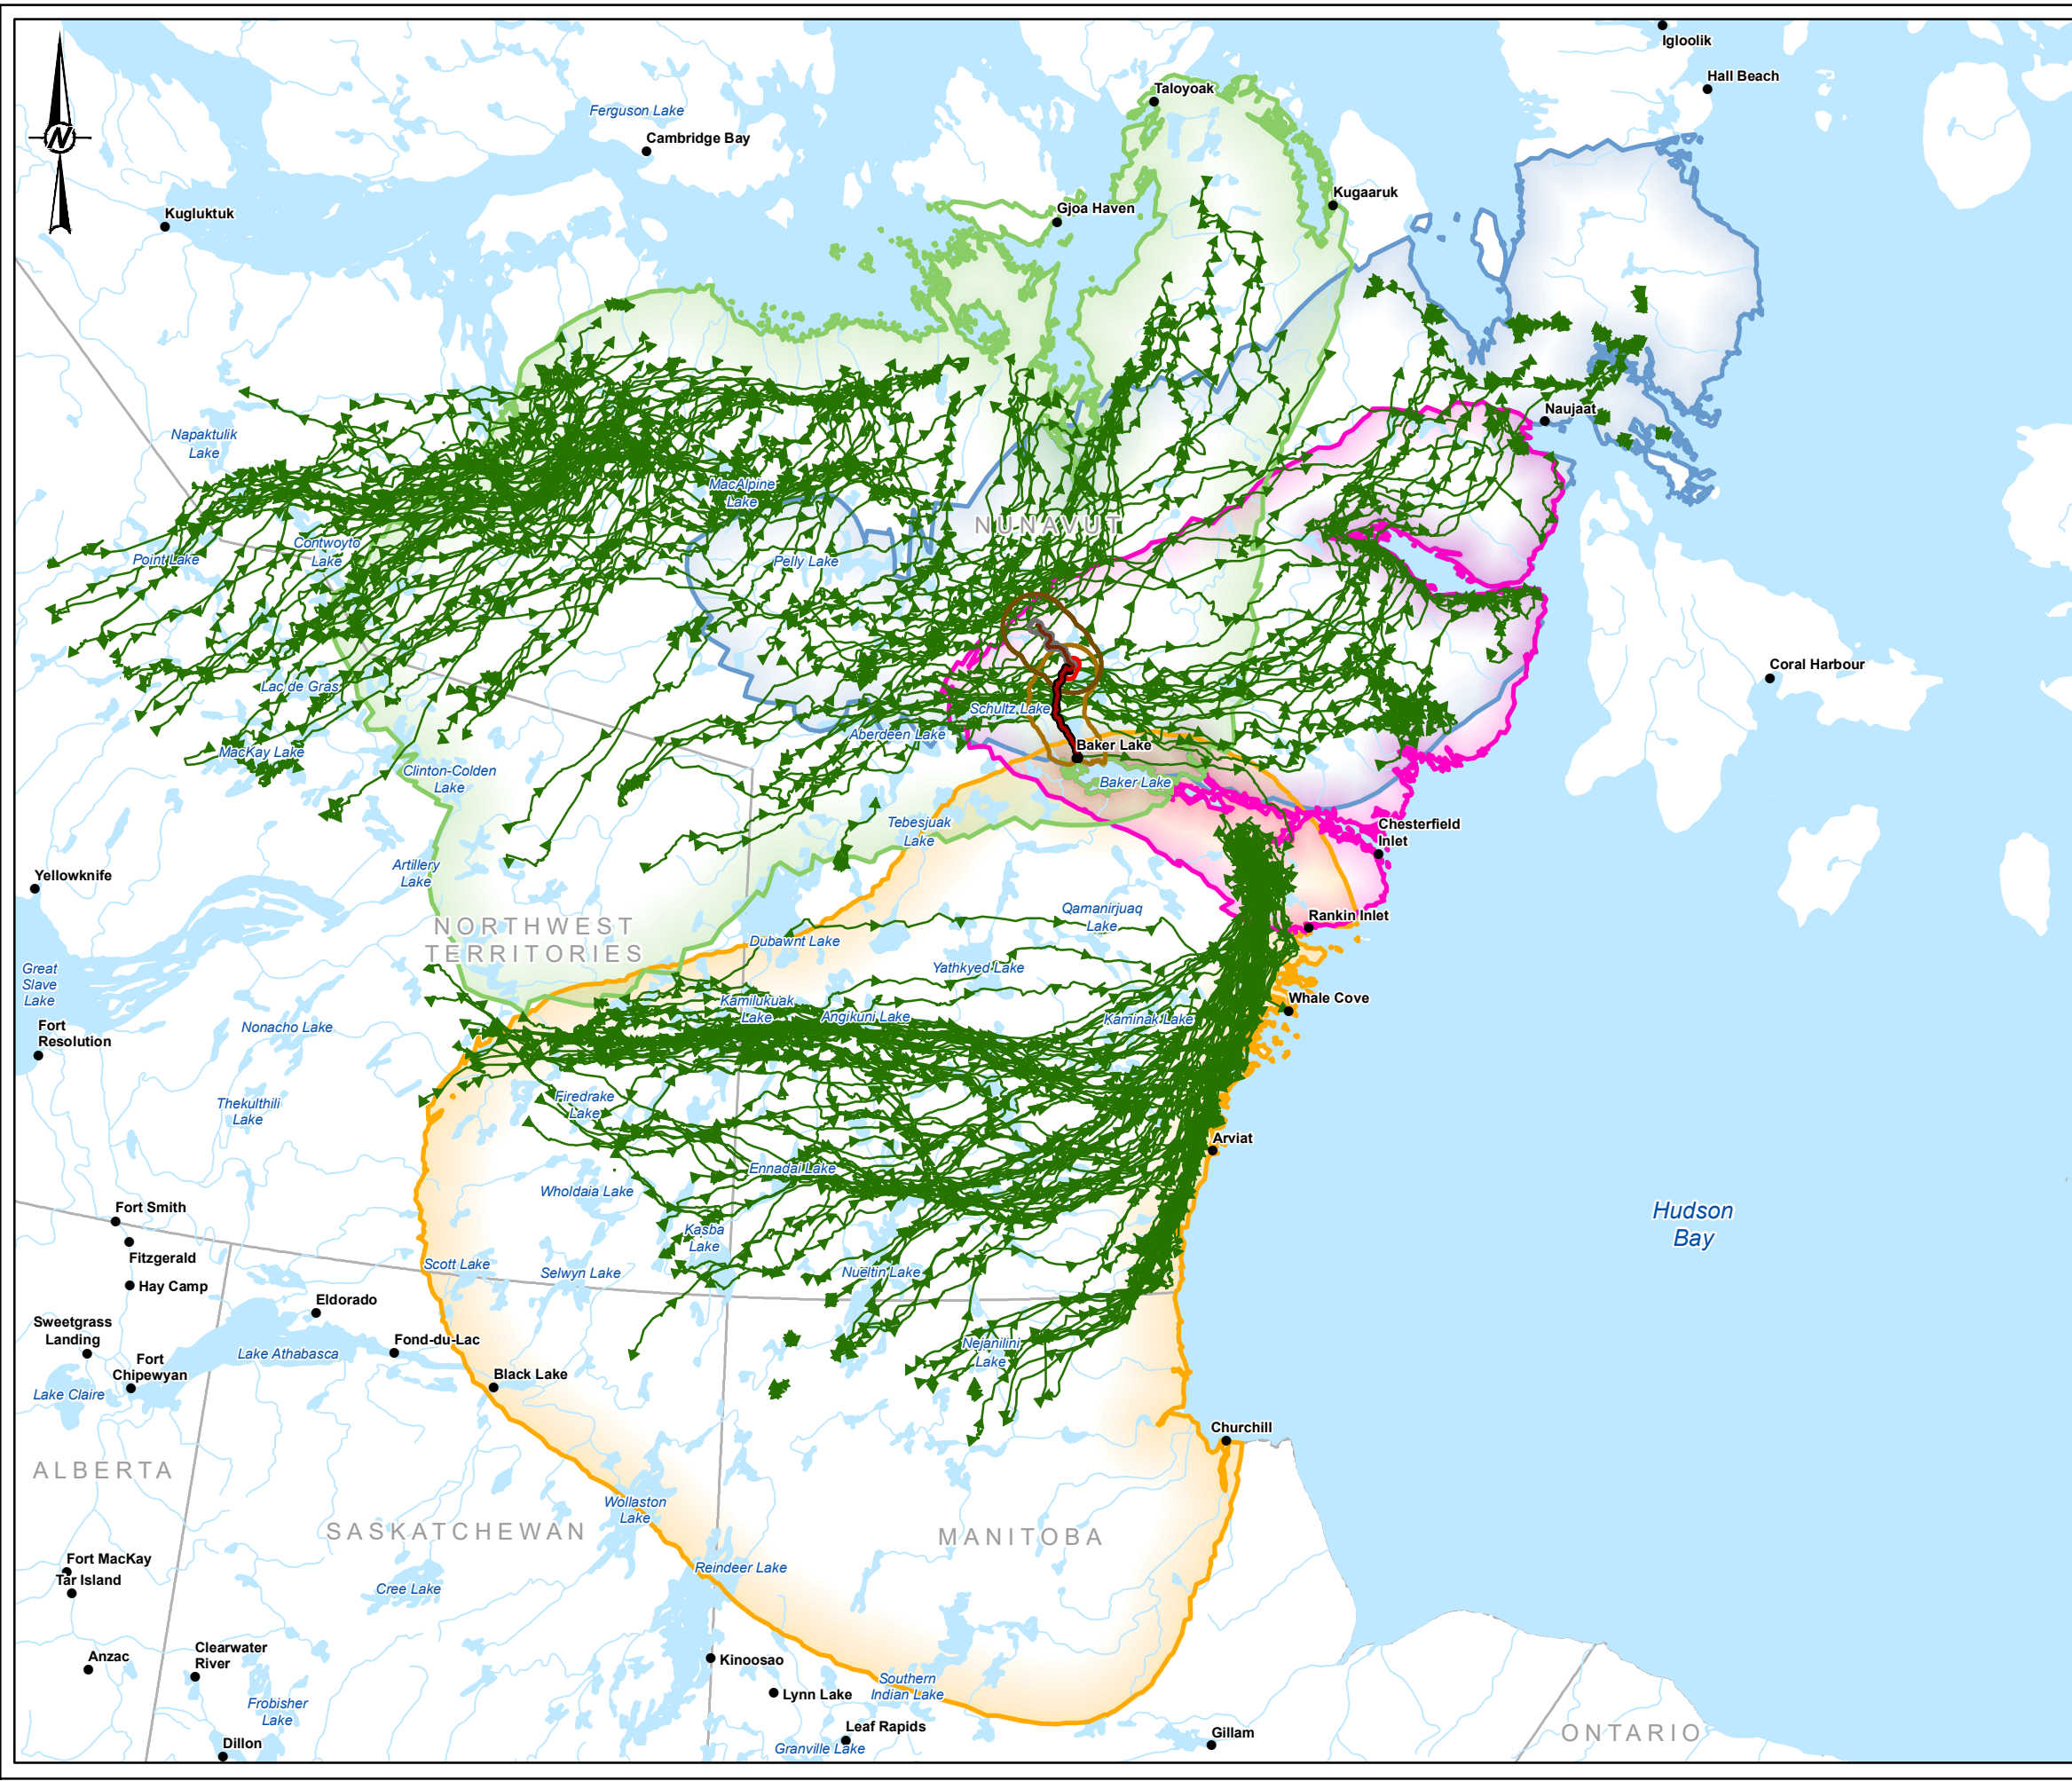 Igloolik
Hall Beach
Taloyoak
Ferguson Lake
Cambridge Bay
N
Kugaaruk
Gjoa Haven
Kugluktuk
Naujaat
Napaktulik
Lake
MacAlpine
Lake
NUNAVUT
Contwoyto
Lake
Point Lake
Pelly Lake
Coral Harbour
Lac de Gras
Schultz Lake
Aberdeen Lake
Baker Lake
MacKay Lake
Clinton-Colden
Lake
Baker Lake
Tebesjuak
Lake
Chesterfield
Inlet
Artillery
Lake
Yellowknife
Qamanirjuaq
Lake
Rankin Inlet
NORTHWEST
TERRITORIES
Dubawnt Lake
Yathkyed Lake
Great
Slave
Lake
Whale Cove
Kamilukuak
Lake
Angikuni Lake
Kaminak Lake
Fort
Resolution
Nonacho Lake
Firedrake
Lake
Thekulthili
Lake
Arviat
Ennadai Lake
Wholdaia Lake
Fort Smith
Hudson
Bay
Kasba
Lake
Fitzgerald
Scott Lake
Selwyn Lake
Nueltin Lake
Hay Camp
Eldorado
Sweetgrass
Landing
Fond-du-Lac
Lake Athabasca
Nejanilini
Lake
Fort
Chipewyan
Black Lake
Lake Claire
Churchill
ALBERTA
Wollaston
Lake
SASKATCHEWAN
MANITOBA
Fort MacKay
Tar Island
Reindeer Lake
Cree Lake
Clearwater
River
Anzac
Kinoosao
Southern
Indian Lake
Lynn Lake
Frobisher
Lake
Leaf Rapids
Gillam
ONTARIO
Dillon
Granville Lake